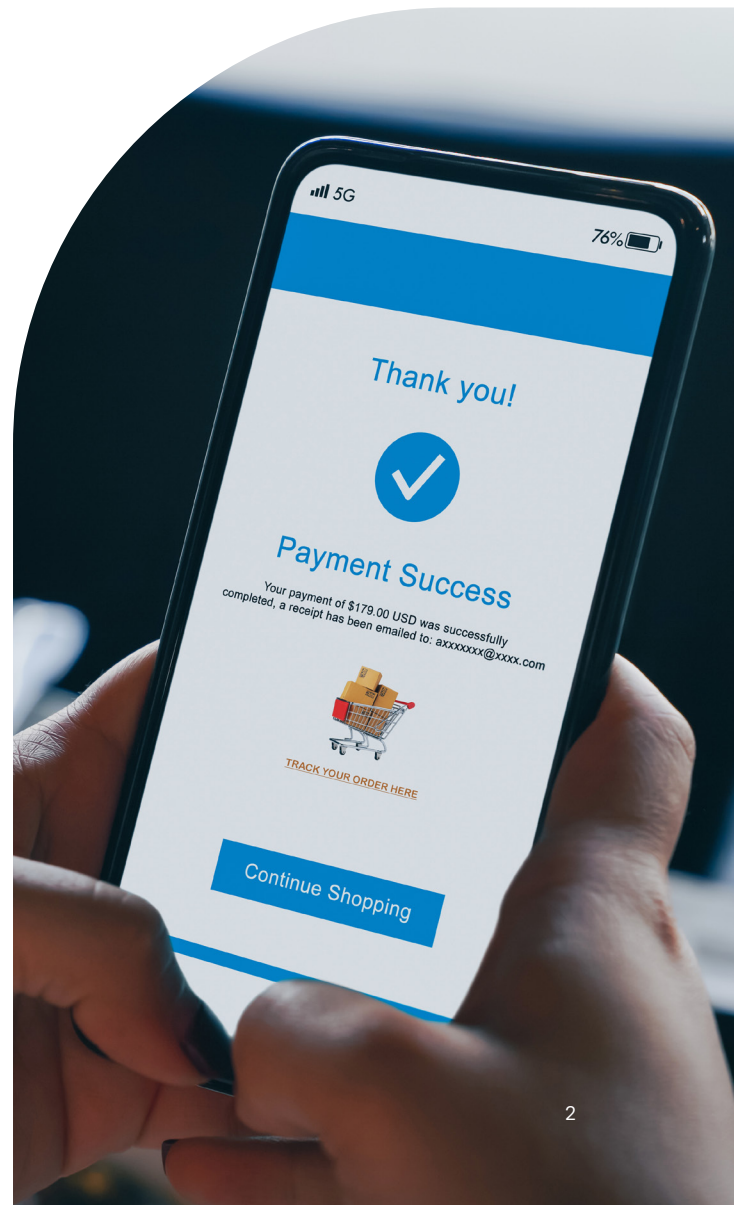 5G
76%
Thank you!
Payment Success
Your payment of $179.00 USD was successfully
completed, a receipt has been emailed to: axxxxxxx@xxxx.com
TRACK YOUR ORDER HERE
Continue Shopping
2